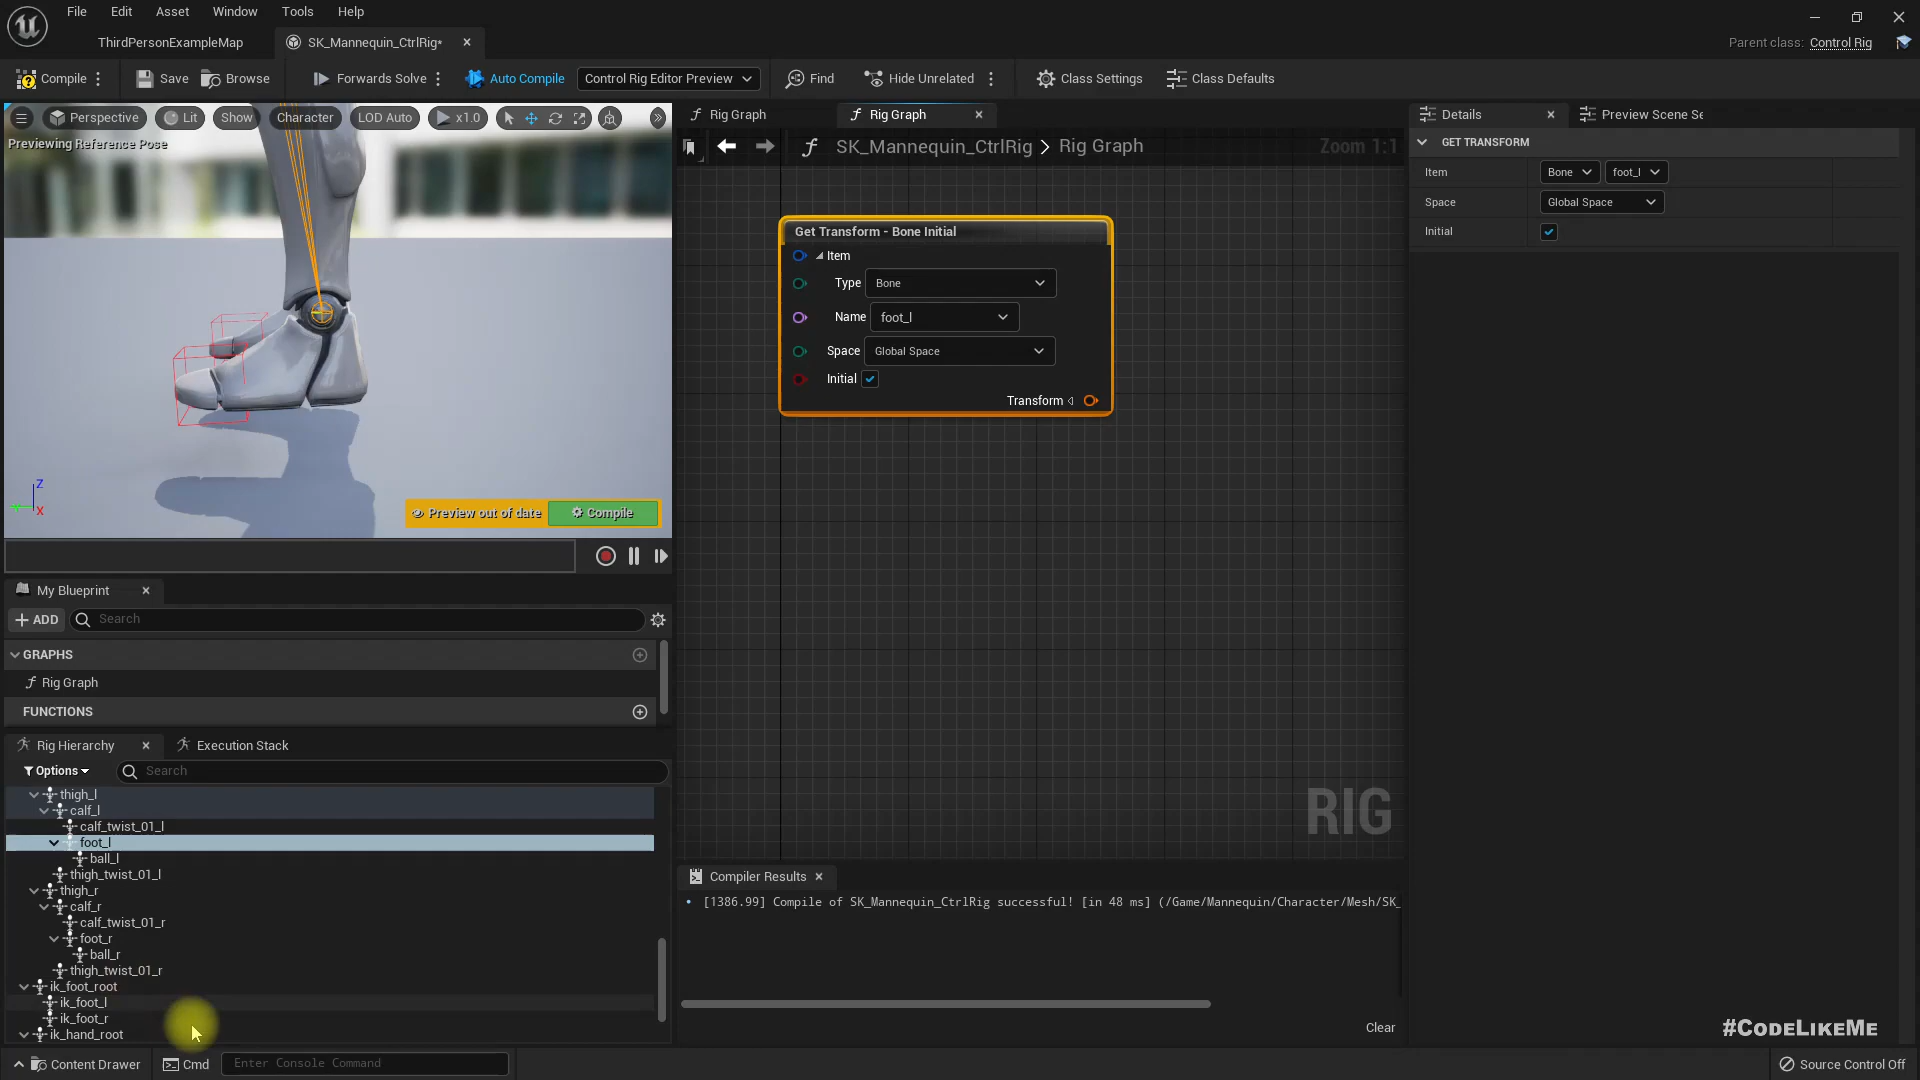 File Edit Asset Window Tools Help
ThirdPersonExampleMap
SK_Mannequin_CtrlRig*
Parent class: Control Rig
Compile
Save
Browse
Forwards Solve
Auto Compile
Control Rig Editor Preview
Find
Hide Unrelated
Class Settings
Class Defaults
Perspective
Lit
Show
Character
LOD Auto
x1.0
Previewing Reference Pose
Z
X
Preview out of date
Compile
My Blueprint
ADD
Search
GRAPHS
Rig Graph
FUNCTIONS
Rig Hierarchy
Execution Stack
Options
Search
thigh_l
calf_l
calf_twist_01_l
foot_l
ball_l
thigh_twist_01_l
thigh_r
calf_r
calf_twist_01_r
foot_r
ball_r
thigh_twist_01_r
ik_foot_root
ik_foot_l
ik_foot_r
ik_hand_root
Rig Graph
Rig Graph
SK_Mannequin_CtrlRig > Rig Graph
Zoom 1:1
Get Transform - Bone Initial
Item
Type Bone
Name foot_l
Space Global Space
Initial
Transform
RIG
Compiler Results
[1386.99] Compile of SK_Mannequin_CtrlRig successful! [in 48 ms] (/Game/Mannequin/Character/Mesh/SK_
Clear
Details
Preview Scene Se
GET TRANSFORM
Item Bone foot_l
Space Global Space
Initial
#CODELIKEME
Content Drawer
Cmd
Enter Console Command
Source Control Off